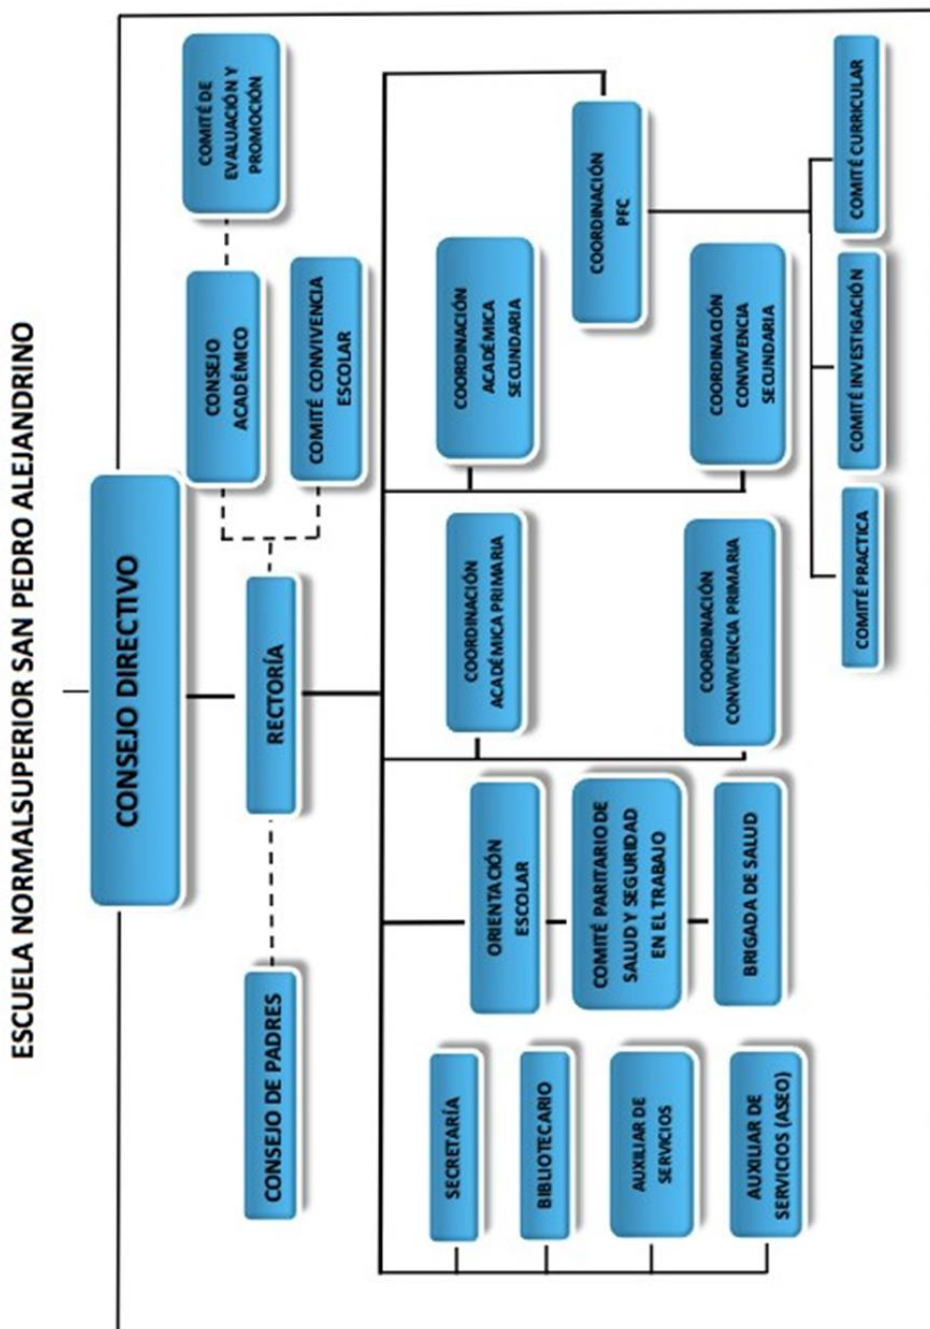 ESCUELA NORMALSUPERIOR SAN PEDRO ALEJANDRINO
CONSEJO DIRECTIVO
CONSEJO DE PADRES
RECTORÍA
CONSEJO
ACADÉMICO
COMITÉ CONVIVENCIA
ESCOLAR
COMITÉ DE
EVALUACIÓN Y
PROMOCIÓN
SECRETARÍA
BIBLIOTECARIO
AUXILIAR DE
SERVICIOS
AUXILIAR DE
SERVICIOS (ASEO)
ORIENTACIÓN
ESCOLAR
COMITÉ PARITARIO DE
SALUD Y SEGURIDAD
EN EL TRABAJO
BRIGADA DE SALUD
COORDINACIÓN
ACADÉMICA PRIMARIA
COORDINACIÓN
CONVIVENCIA PRIMARIA
COORDINACIÓN
ACADÉMICA
SECUNDARIA
COORDINACIÓN
CONVIVENCIA
SECUNDARIA
COORDINACIÓN
PFC
COMITÉ PRACTICA
COMITÉ INVESTIGACIÓN
COMITÉ CURRICULAR